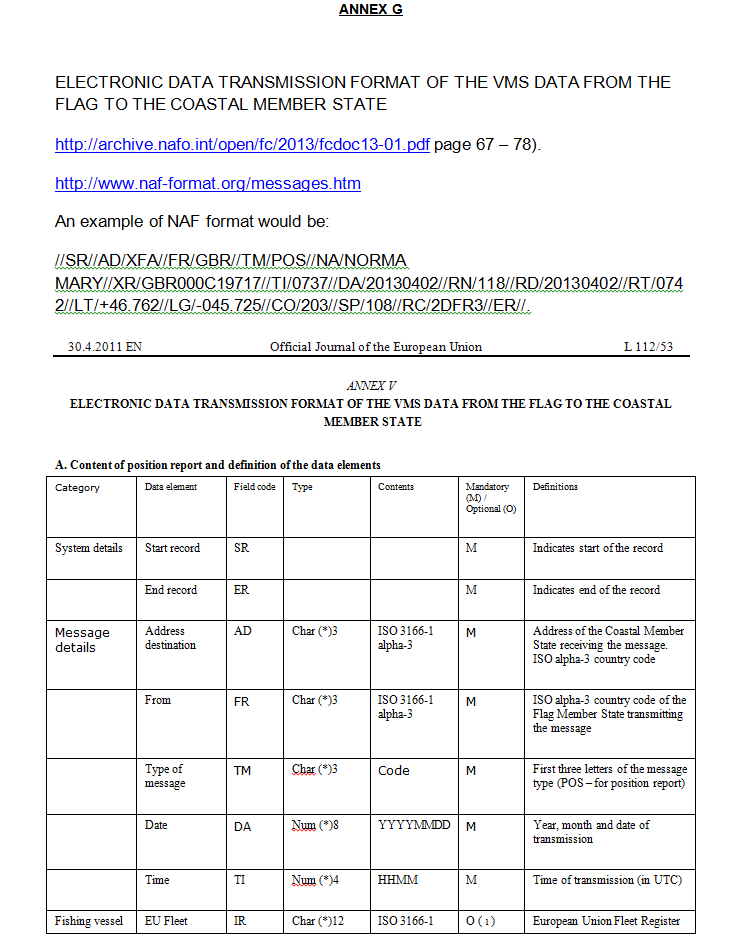 ANNEX G
ELECTRONIC DATA TRANSMISSION FORMAT OF THE VMS DATA FROM THE
FLAG TO THE COASTAL MEMBER STATE
http://archive.nafo.int/open/fc/2013/fcdoc13-01.pdf page 67 – 78).
http://www.naf-format.org/messages.htm
An example of NAF format would be:
//SR//AD/XFA//FR/GBR//TM/POS//NA/NORMA
MARY//XR/GBR000C19717//TI/0737//DA/20130402//RN/118//RD/20130402//RT/074
2//LT/+46.762//LG/-045.725//CO/203//SP/108//RC/2DFR3//ER//.
30.4.2011 EN Official Journal of the European Union L 112/53
ANNEX V
ELECTRONIC DATA TRANSMISSION FORMAT OF THE VMS DATA FROM THE FLAG TO THE COASTAL
MEMBER STATE
A. Content of position report and definition of the data elements
Category Data element Field code Type Contents Mandatory Definitions
(M) /
Optional (O)
System details Start record SR M Indicates start of the record
End record ER M Indicates end of the record
Message Address AD Char (*)3 ISO 3166-1 M Address of the Coastal Member
details destination alpha-3 State receiving the message.
ISO alpha-3 country code
From FR Char (*)3 ISO 3166-1 M ISO alpha-3 country code of the
alpha-3 Flag Member State transmitting
the message
Type of TM Char (*)3 Code M First three letters of the message
message type (POS – for position report)
Date DA Num (*)8 YYYYMMDD M Year, month and date of
transmission
Time TI Num (*)4 HHMM M Time of transmission (in UTC)
Fishing vessel EU Fleet IR Char (*)12 ISO 3166-1 O ( 1 ) European Union Fleet Register